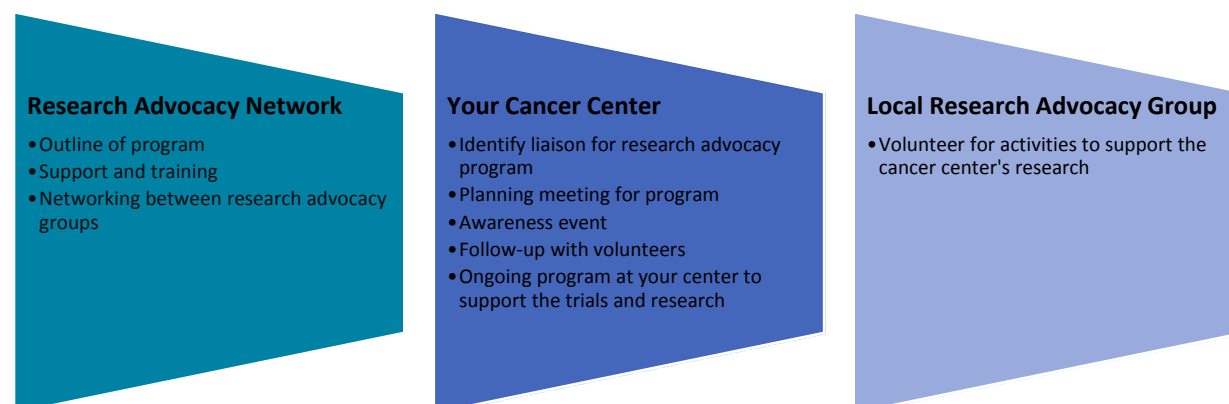 Research Advocacy Network
•Outline of program
•Support and training
•Networking between research advocacy
groups
Your Cancer Center
•Identify liaison for research advocacy
program
•Planning meeting for program
•Awareness event
•Follow-up with volunteers
•Ongoing program at your center to
support the trials and research
Local Research Advocacy Group
•Volunteer for activities to support the
cancer center's research